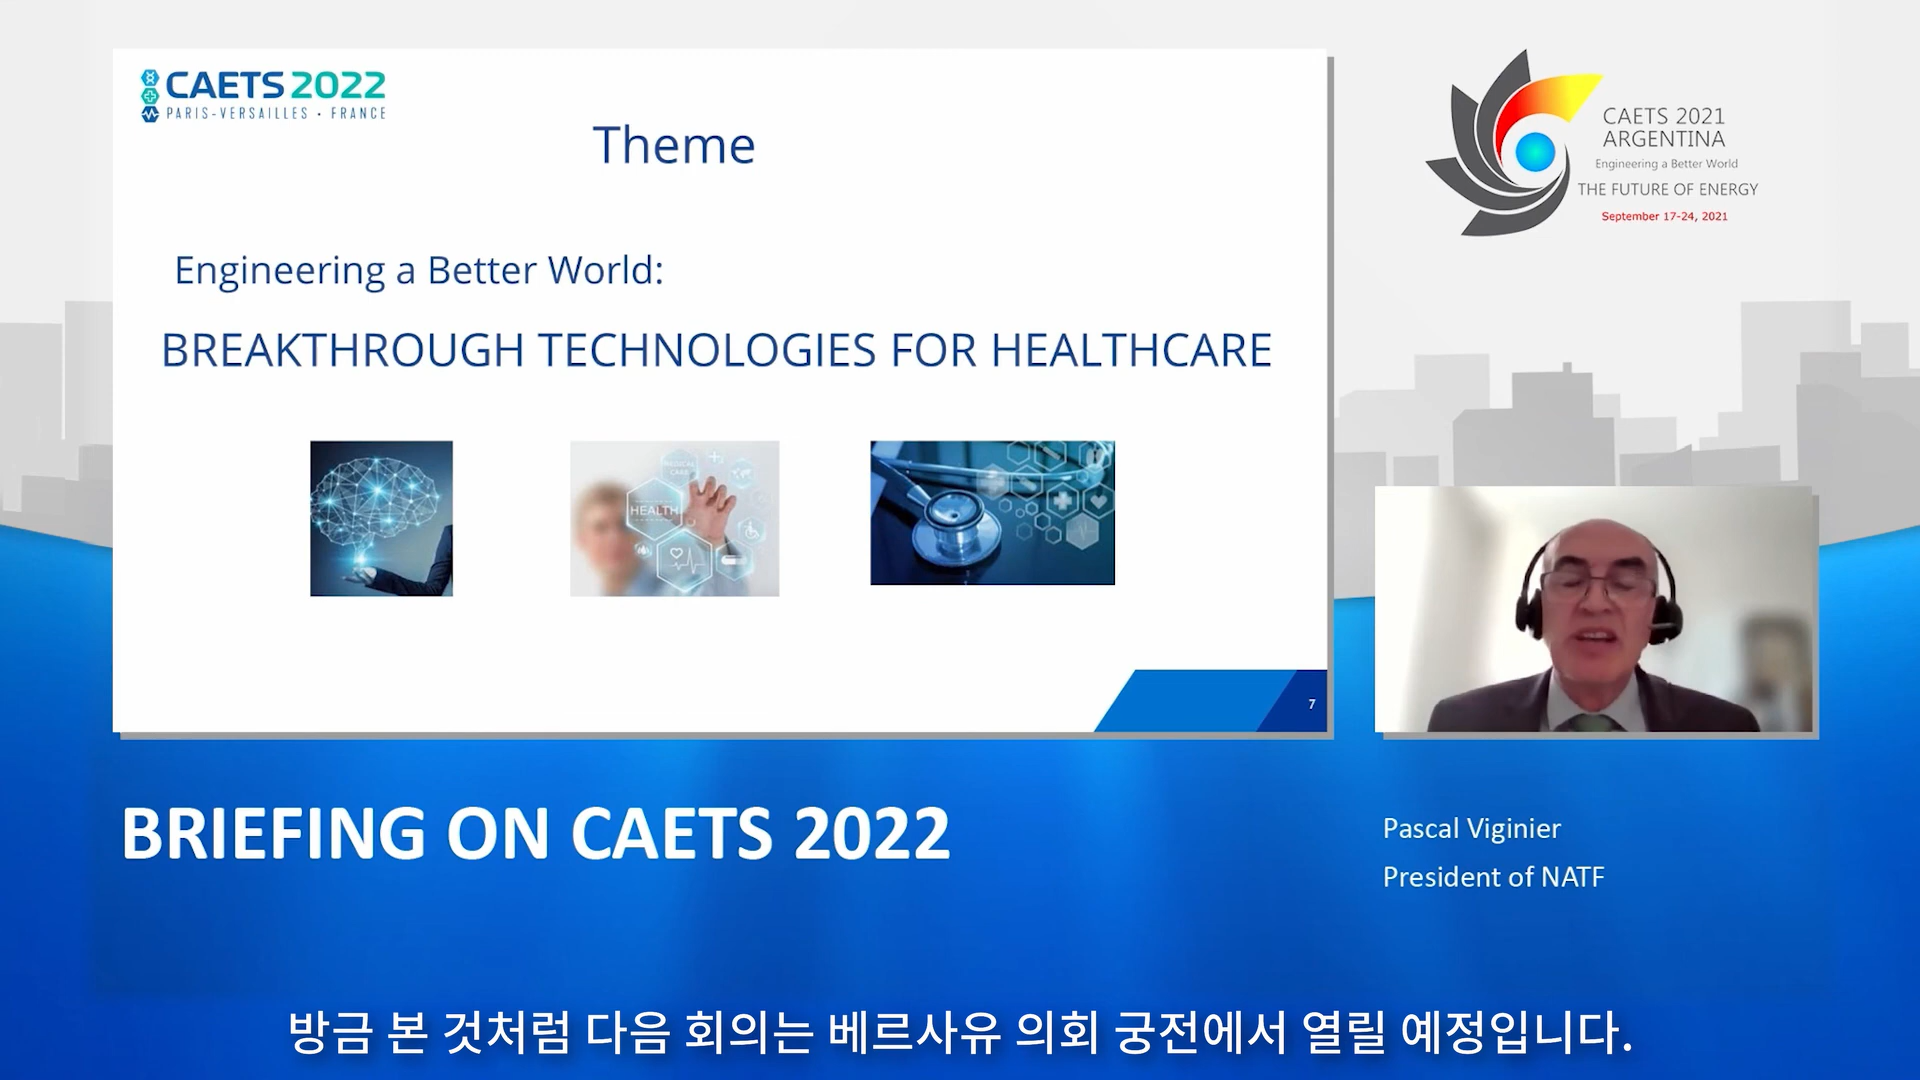 CAETS 2022
PARIS-VERSAILLES • FRANCE
Theme
Engineering a Better World:
BREAKTHROUGH TECHNOLOGIES FOR HEALTHCARE
MEDICAL
CARE
HEALTH
7
CAETS 2021
ARGENTINA
Engineering a Better World
THE FUTURE OF ENERGY
September 17-24, 2021
BRIEFING ON CAETS 2022
Pascal Viginier
President of NATF
방금 본 것처럼 다음 회의는 베르사유 의회 궁전에서 열릴 예정입니다.